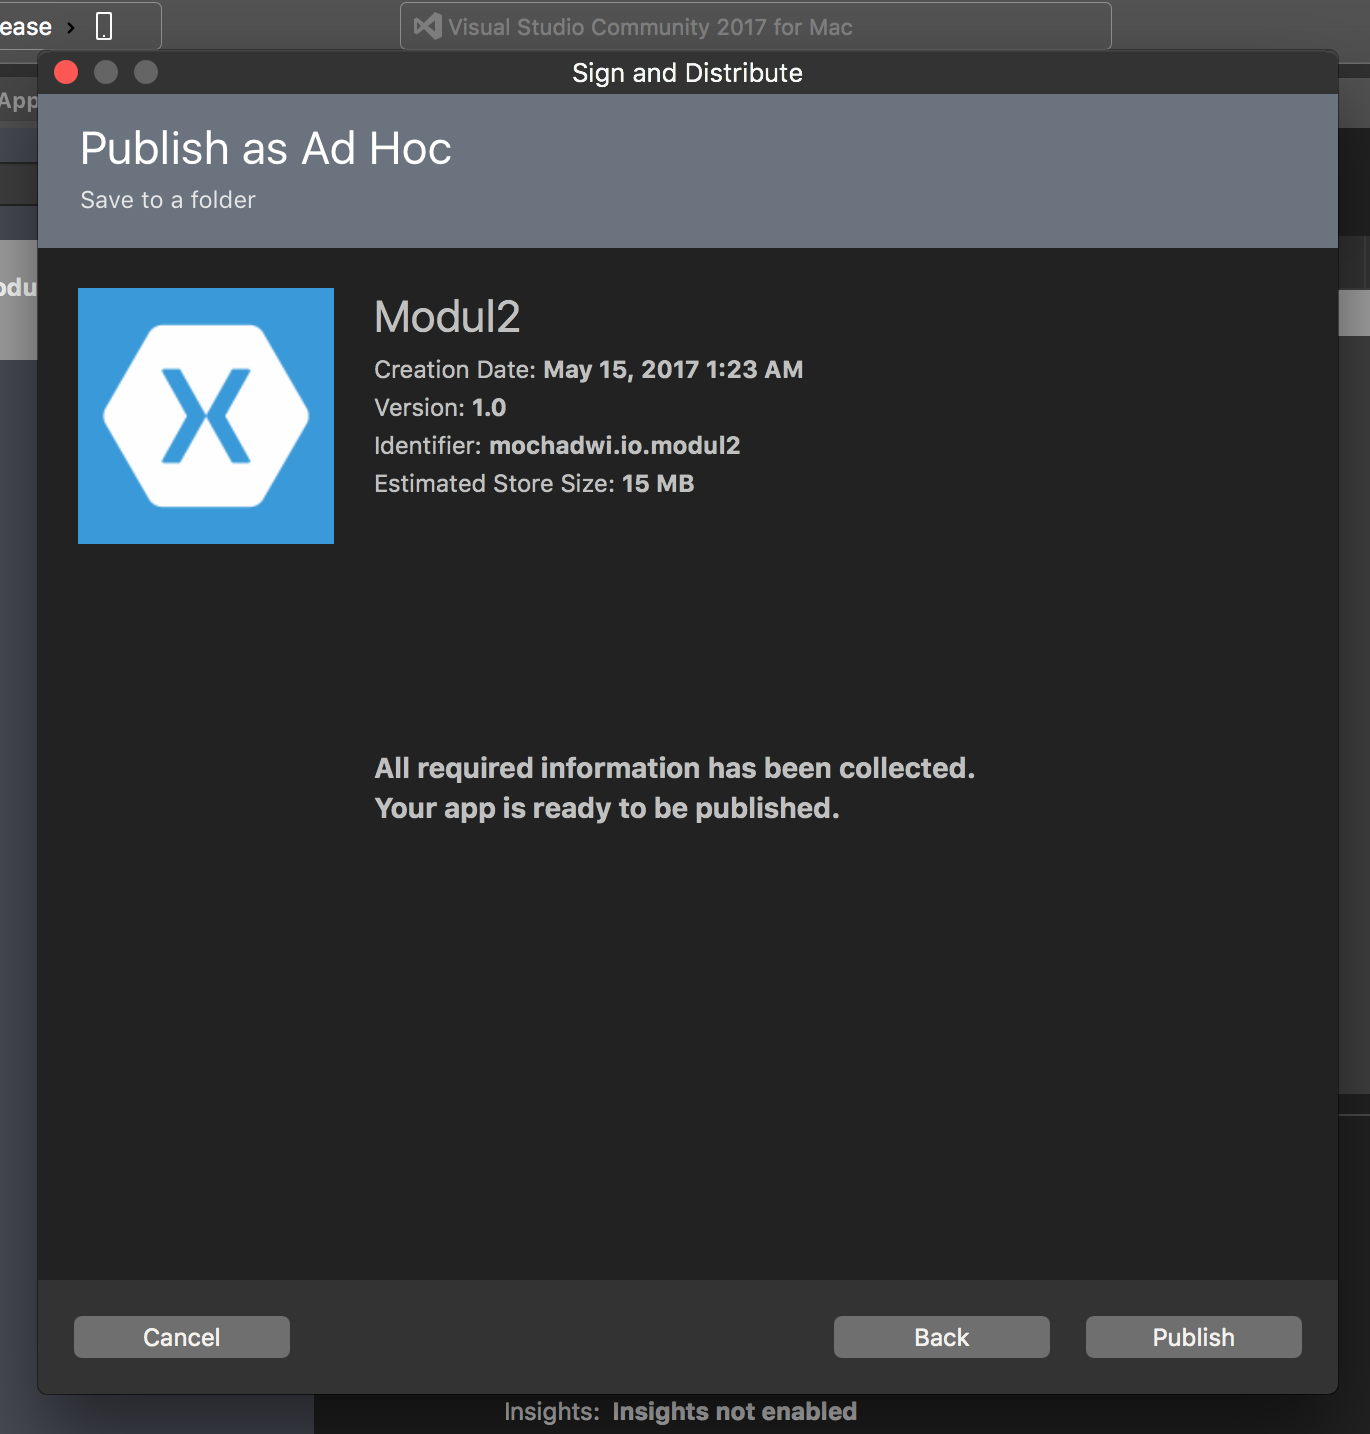 ease
Visual Studio Community 2017 for Mac
Sign and Distribute
App
Publish as Ad Hoc
Save to a folder
odu
Modul2
Creation Date: May 15, 2017 1:23 AM
Version: 1.0
Identifier: mochadwi.io.modul2
Estimated Store Size: 15 MB
All required information has been collected.
Your app is ready to be published.
Cancel
Back
Publish
Insights: Insights not enabled